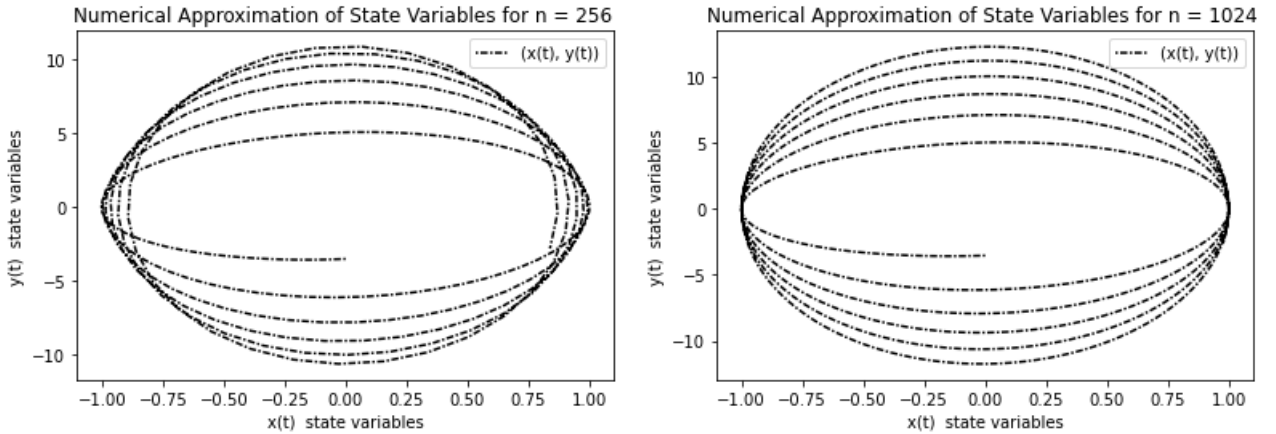 Numerical Approximation of State Variables for n = 256
(x(t), y(t))
10
5
0
−5
−10
y(t) state variables
−1.00 −0.75 −0.50 −0.25 0.00 0.25 0.50 0.75 1.00
x(t) state variables
Numerical Approximation of State Variables for n = 1024
(x(t), y(t))
10
5
0
−5
−10
y(t) state variables
−1.00 −0.75 −0.50 −0.25 0.00 0.25 0.50 0.75 1.00
x(t) state variables